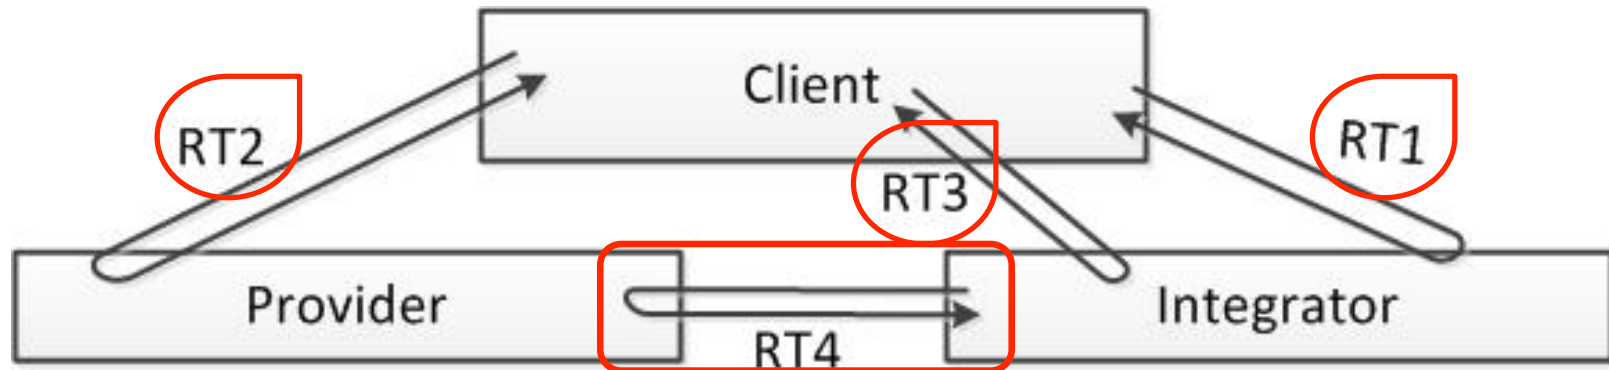 Client
RT2
RT1
RT3
Provider
Integrator
RT4